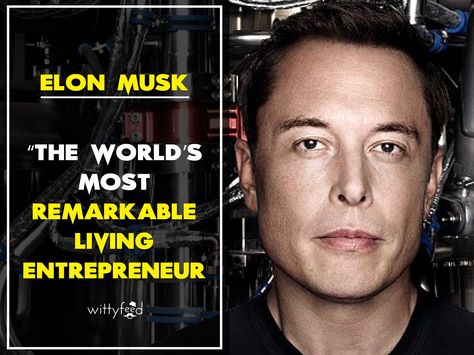 ELON MUSK
“THE WORLD'S
MOST
REMARKABLE
LIVING
ENTREPRENEUR
wittyfeed